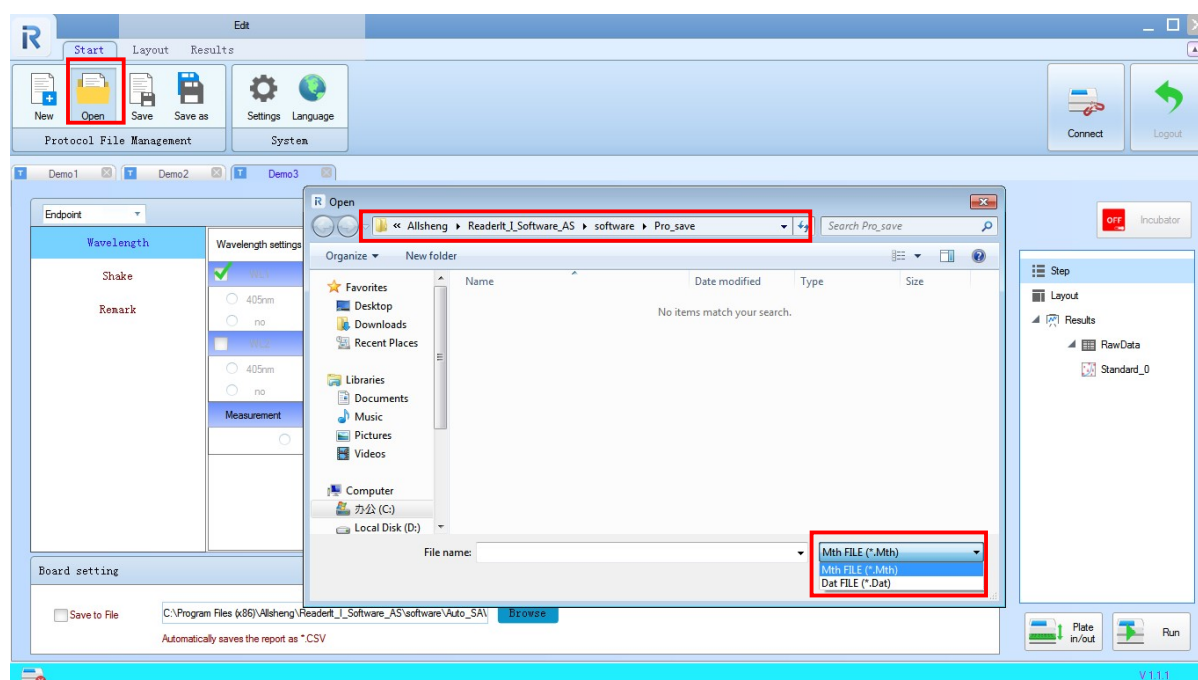 R
Edit
Start Layout Results
New Open Save Save as
Protocol File Management
Settings Language
System
Connect
Logout
T Demo1 T Demo2 T Demo3
Endpoint
Wavelength
Shake
Remark
Wavelength settings
405nm
no
405nm
no
Measurement
R Open
« Allsheng ▸ ReaderIt_I_Software_AS ▸ software ▸ Pro_save
Search Pro_save
Organize New folder
Name Date modified Type Size
No items match your search.
Favorites
Desktop
Downloads
Recent Places
Libraries
Documents
Music
Pictures
Videos
Computer
办公 (C:)
Local Disk (D:)
File name:
Mth FILE (*.Mth)
Mth FILE (*.Mth)
Dat FILE (*.Dat)
OFF Incubator
Step
Layout
Results
RawData
Standard_0
Board setting
Save to File C:\Program Files (x86)\Allsheng\ReaderIt_I_Software_AS\software\Auto_SA\ Browse
Automatically saves the report as *.CSV
Plate in/out
Run
V 1.1.1